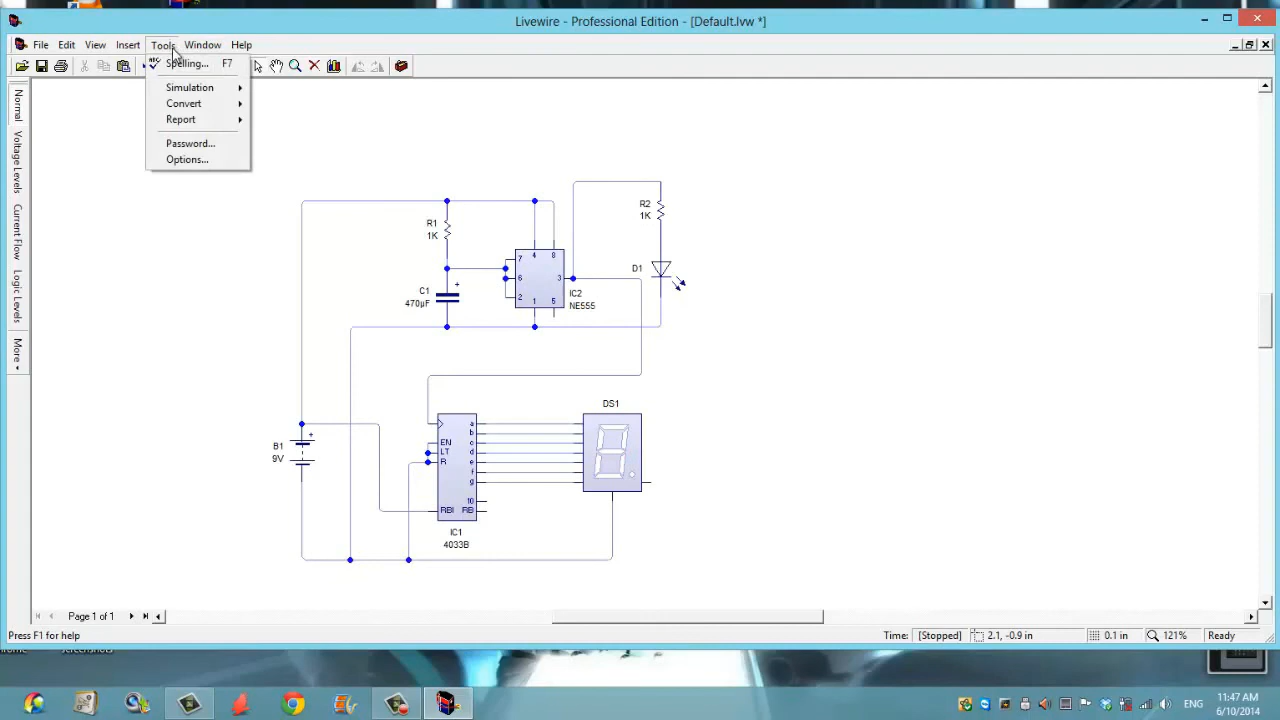 Livewire - Professional Edition - [Default.lvw *]
File Edit View Insert Tools Window Help
Spelling... F7
Simulation
Convert
Report
Password...
Options...
Normal
Voltage Levels
Current Flow
Logic Levels
More
R1
1K
C1
470µF
+
7
6
2
4
8
3
1
5
IC2
NE555
R2
1K
D1
B1
9V
+
EN
LT
R
RBI
a
b
c
d
e
f
g
10
IC1
4033B
DS1
Page 1 of 1
Press F1 for help
Time: [Stopped] 2.1, -0.9 in 0.1 in 121% Ready
screenshots
ENG
11:47 AM
6/10/2014